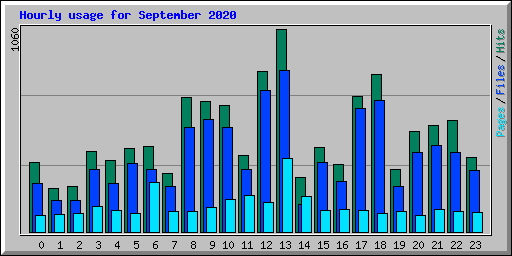 Hourly usage for September 2020
1060
Pages/Files/Hits
0 1 2 3 4 5 6 7 8 9 10 11 12 13 14 15 16 17 18 19 20 21 22 23